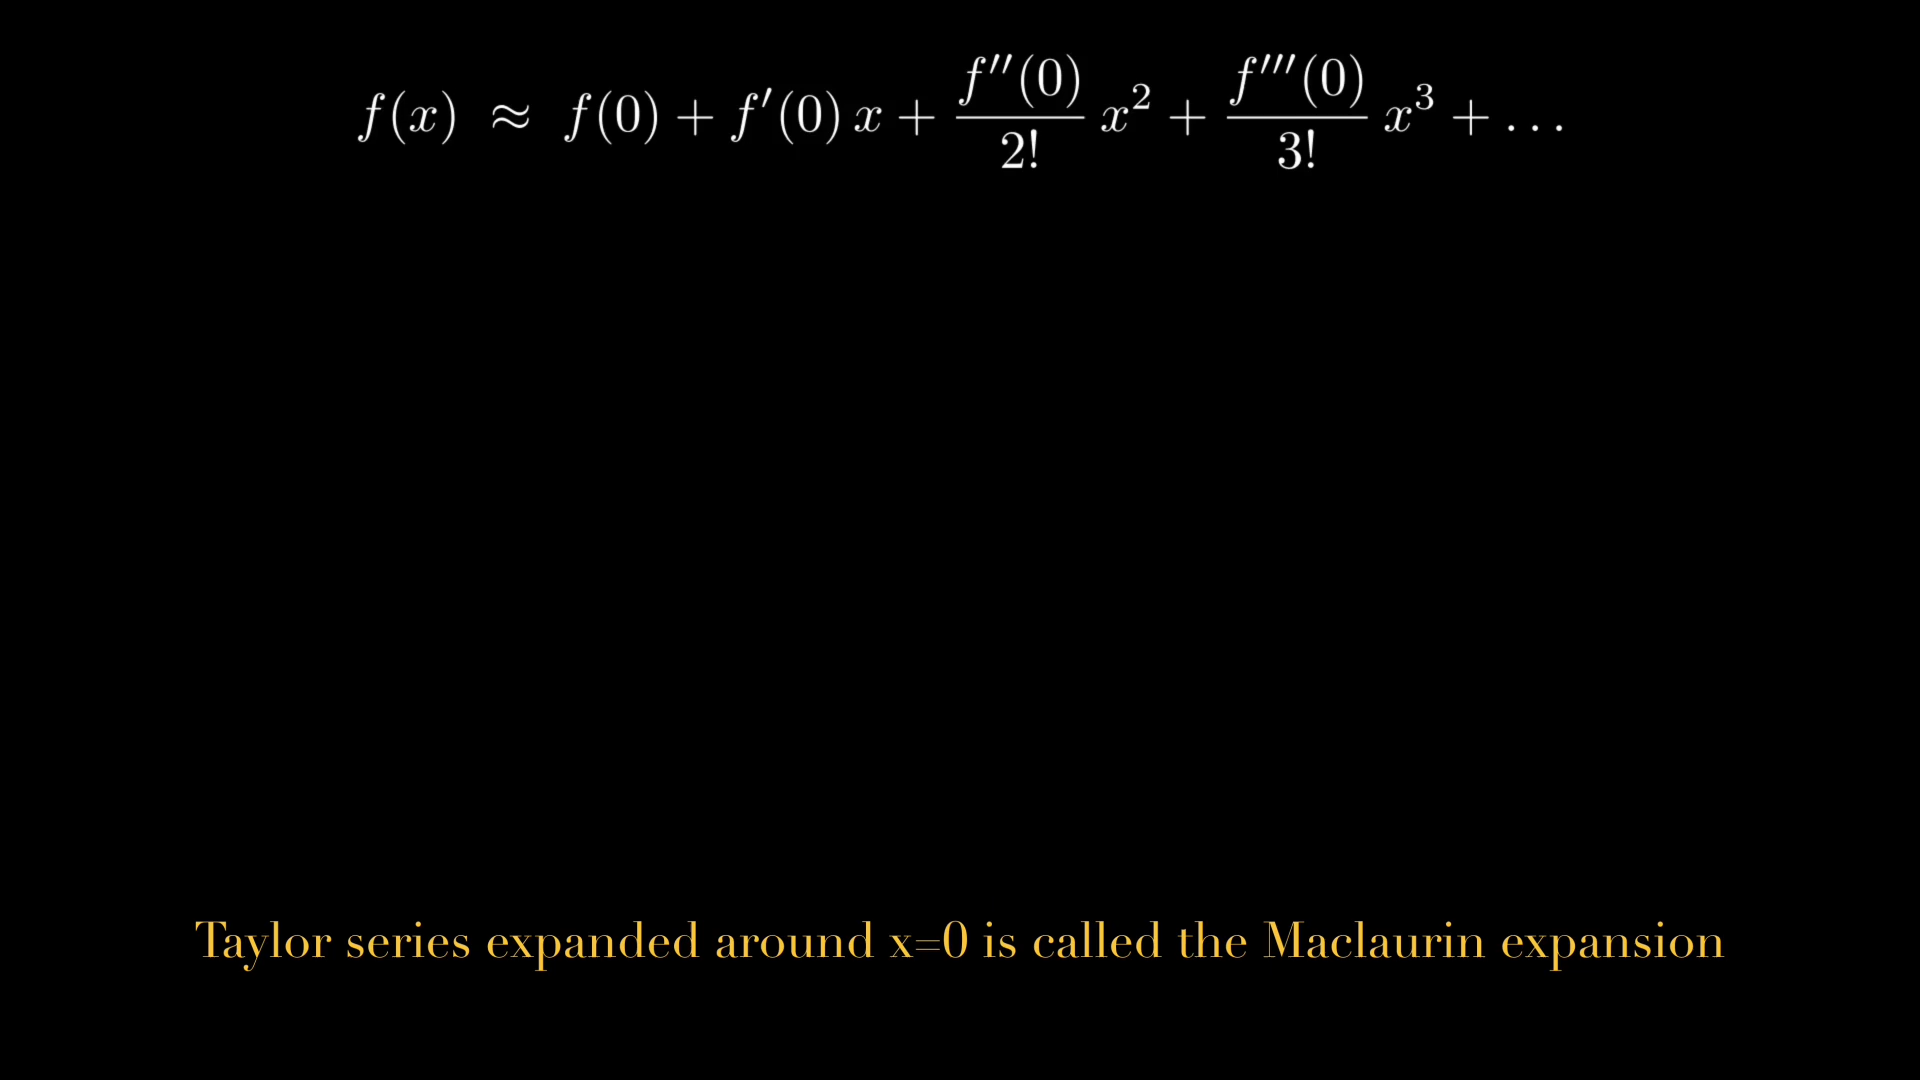 f(x) ≈ f(0) + f′(0) x + f″(0)/2! x² + f‴(0)/3! x³ + ...
Taylor series expanded around x=0 is called the Maclaurin expansion